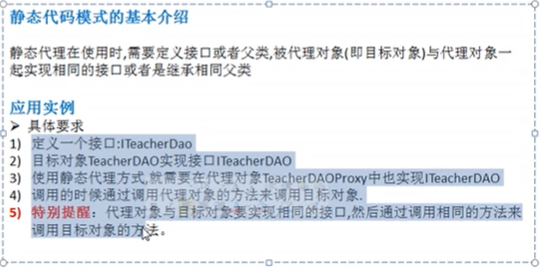 静态代码模式的基本介绍
静态代理在使用时,需要定义接口或者父类,被代理对象(即目标对象)与代理对象一
起实现相同的接口或者是继承相同父类
应用实例
➢ 具体要求
1) 定义一个接口:ITeacherDao
2) 目标对象TeacherDAO实现接口ITeacherDAO
3) 使用静态代理方式,就需要在代理对象TeacherDAOProxy中也实现ITeacherDAO
4) 调用的时候通过调用代理对象的方法来调用目标对象.
5) 特别提醒：代理对象与目标对象要实现相同的接口,然后通过调用相同的方法来
调用目标对象的方法。